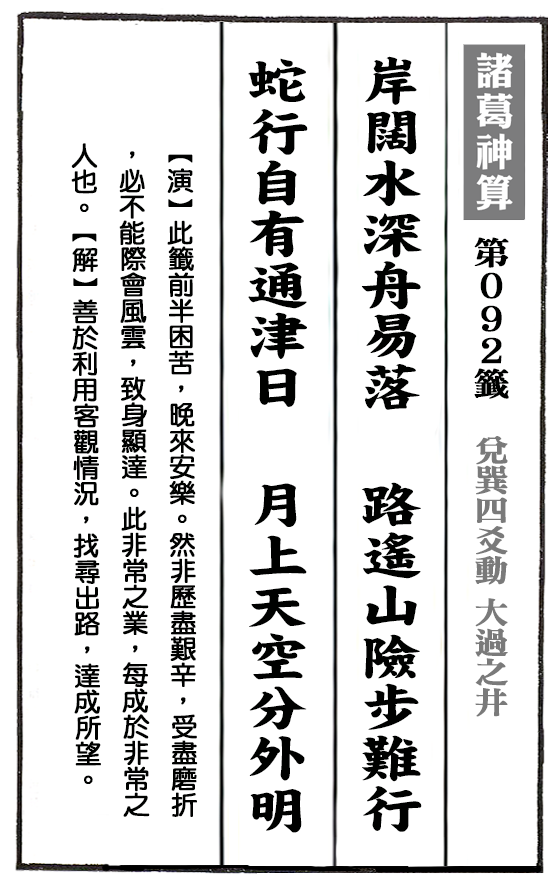 諸葛神算 第092籤 兌巽四爻動 大過之井
岸闊水深舟易落 路遙山險步難行
蛇行自有通津日 月上天空分外明
【演】此籤前半困苦，晚來安樂。然非歷盡艱辛，受盡磨折
，必不能際會風雲，致身顯達。此非常之業，每成於非常之
人也。【解】善於利用客觀情況，找尋出路，達成所望。